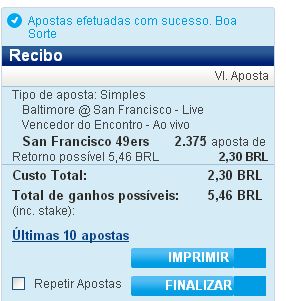 Apostas efetuadas com sucesso. Boa
Sorte
Recibo
Vl. Aposta
Tipo de aposta: Simples
Baltimore @ San Francisco - Live
Vencedor do Encontro - Ao vivo
San Francisco 49ers 2.375 aposta de
Retorno possível 5,46 BRL 2,30 BRL
Custo Total: 2,30 BRL
Total de ganhos possíveis: 5,46 BRL
(inc. stake):
Últimas 10 apostas
IMPRIMIR
Repetir Apostas FINALIZAR